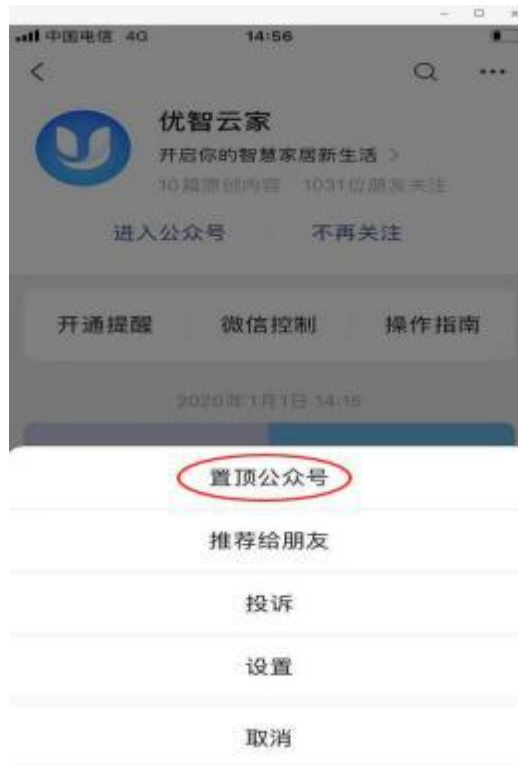 中国电信 4G 14:56
优智云家
开启你的智慧家居新生活 >
10篇原创内容 1031位朋友关注
进入公众号 不再关注
开通提醒 微信控制 操作指南
2020年1月1日 14:15
置顶公众号
推荐给朋友
投诉
设置
取消